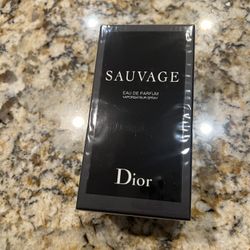 SAUVAGE
EAU DE PARFUM
VAPORISATEUR SPRAY
Dior